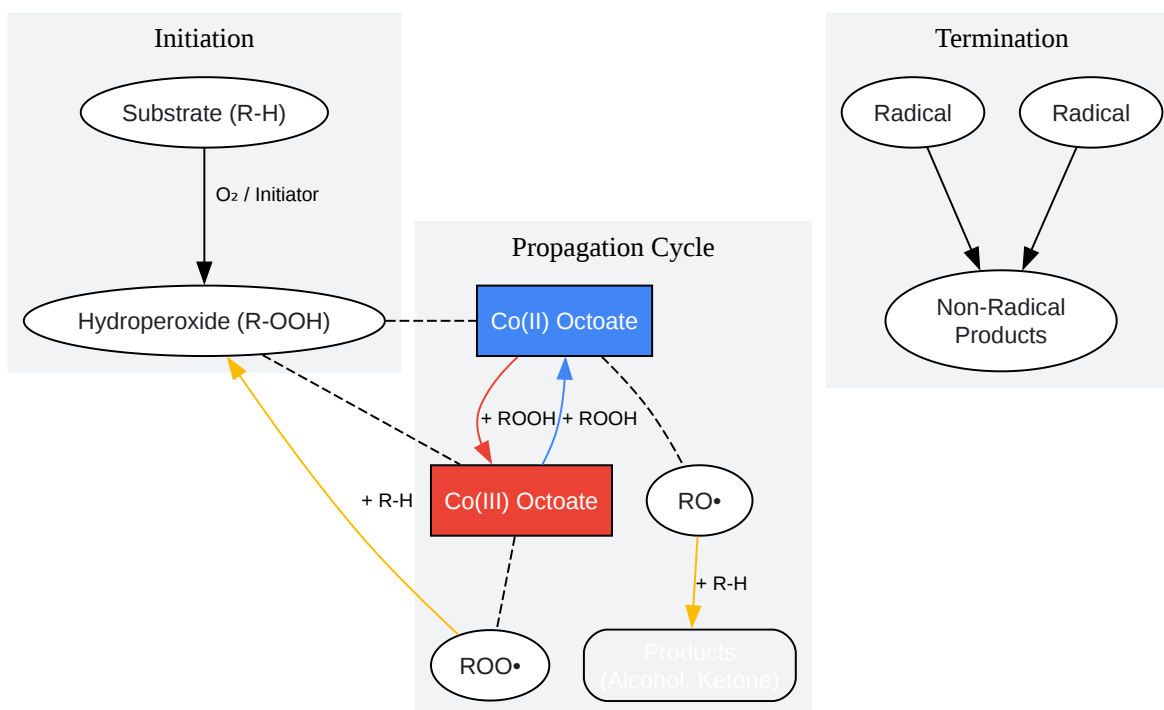 Initiation
Substrate (R-H)
O₂ / Initiator
Hydroperoxide (R-OOH)
Propagation Cycle
Co(II) Octoate
+ ROOH
+ ROOH
Co(III) Octoate
RO•
+ R-H
+ R-H
ROO•
Products
(Alcohol, Ketone)
Termination
Radical
Radical
Non-Radical
Products